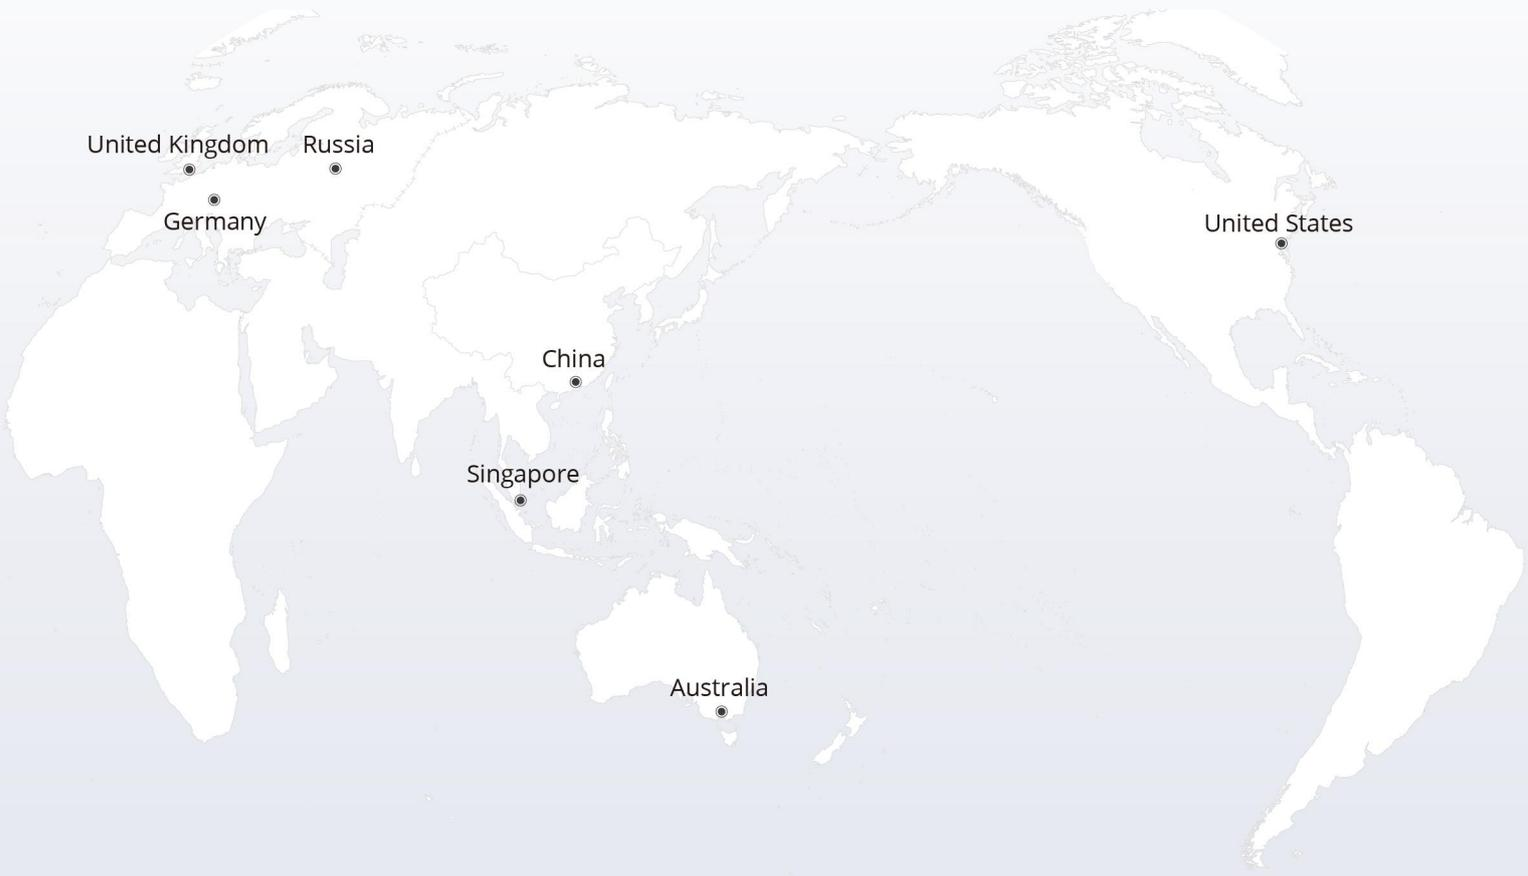 United Kingdom
Russia
Germany
United States
China
Singapore
Australia